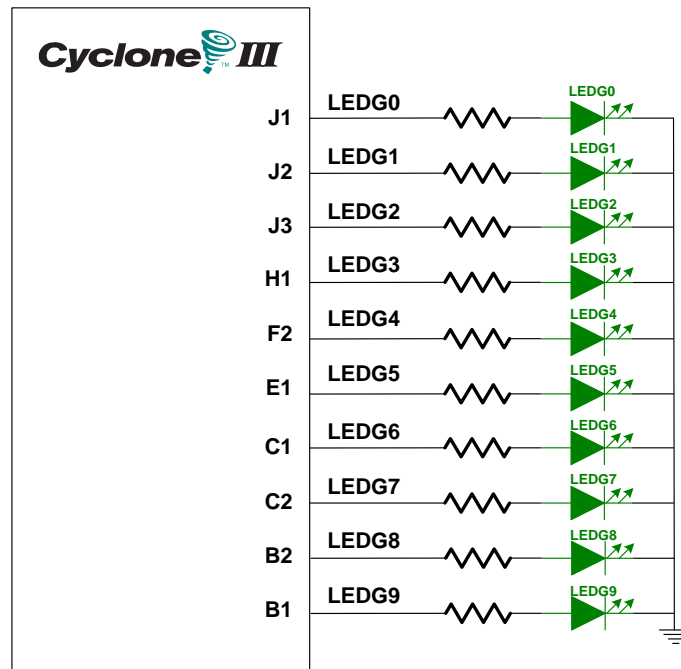 Cyclone™ III
J1 LEDG0 LEDG0
J2 LEDG1 LEDG1
J3 LEDG2 LEDG2
H1 LEDG3 LEDG3
F2 LEDG4 LEDG4
E1 LEDG5 LEDG5
C1 LEDG6 LEDG6
C2 LEDG7 LEDG7
B2 LEDG8 LEDG8
B1 LEDG9 LEDG9